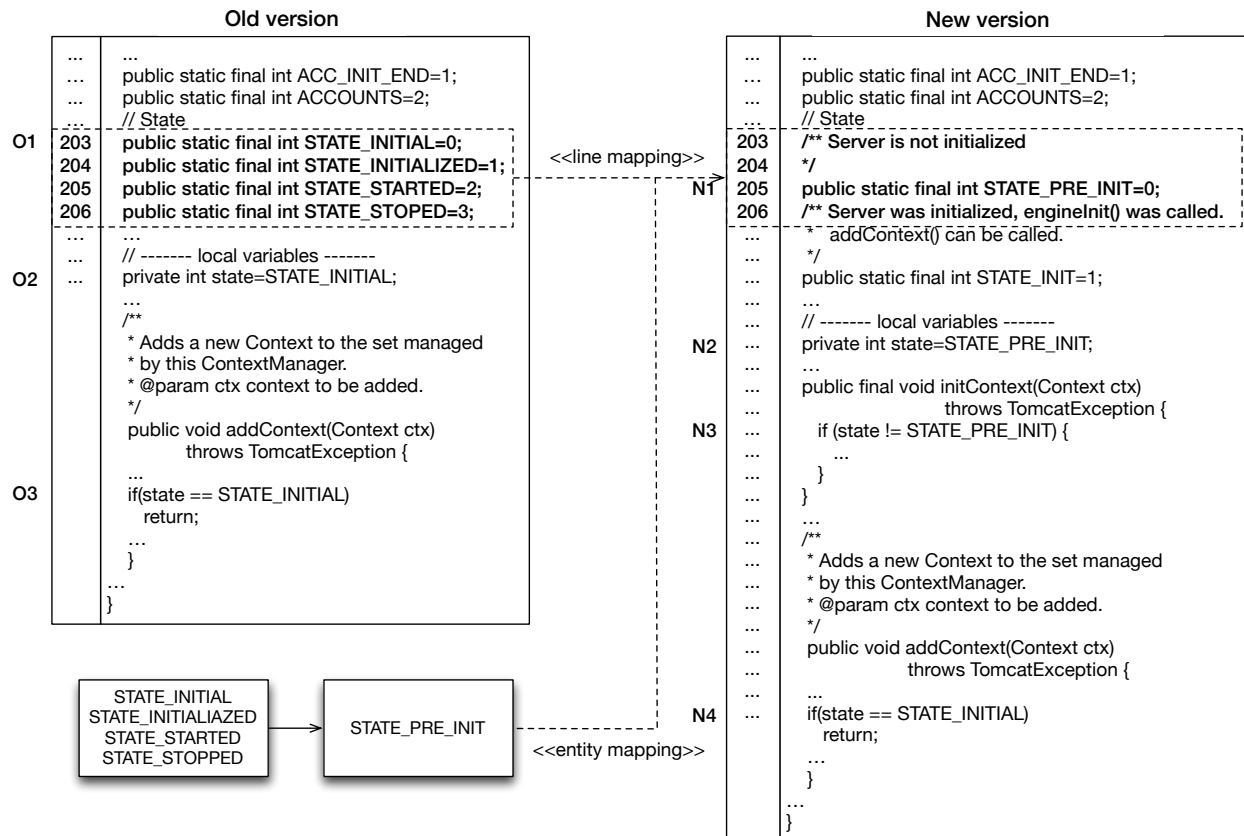 Old version
... ...
... public static final int ACC_INIT_END=1;
... public static final int ACCOUNTS=2;
... // State
O1 203 public static final int STATE_INITIAL=0;
204 public static final int STATE_INITIALIZED=1;
205 public static final int STATE_STARTED=2;
206 public static final int STATE_STOPED=3;
... ...
... // ------- local variables -------
O2 ... private int state=STATE_INITIAL;
...
/**
* Adds a new Context to the set managed
* by this ContextManager.
* @param ctx context to be added.
*/
public void addContext(Context ctx)
throws TomcatException {
...
O3 if(state == STATE_INITIAL)
return;
...
}
...
}
<<line mapping>>
New version
... ...
... public static final int ACC_INIT_END=1;
... public static final int ACCOUNTS=2;
... // State
203 /** Server is not initialized
204 */
N1 205 public static final int STATE_PRE_INIT=0;
206 /** Server was initialized, engineInit() was called.
... * addContext() can be called.
... */
... public static final int STATE_INIT=1;
... ...
... // ------- local variables -------
N2 ... private int state=STATE_PRE_INIT;
... ...
... public final void initContext(Context ctx)
... throws TomcatException {
N3 ... if (state != STATE_PRE_INIT) {
... ...
... }
... }
... ...
... /**
... * Adds a new Context to the set managed
... * by this ContextManager.
... * @param ctx context to be added.
... */
... public void addContext(Context ctx)
... throws TomcatException {
... ...
N4 ... if(state == STATE_INITIAL)
return;
...
}
...
}
STATE_INITIAL
STATE_INITIALIAZED
STATE_STARTED
STATE_STOPPED
STATE_PRE_INIT
<<entity mapping>>